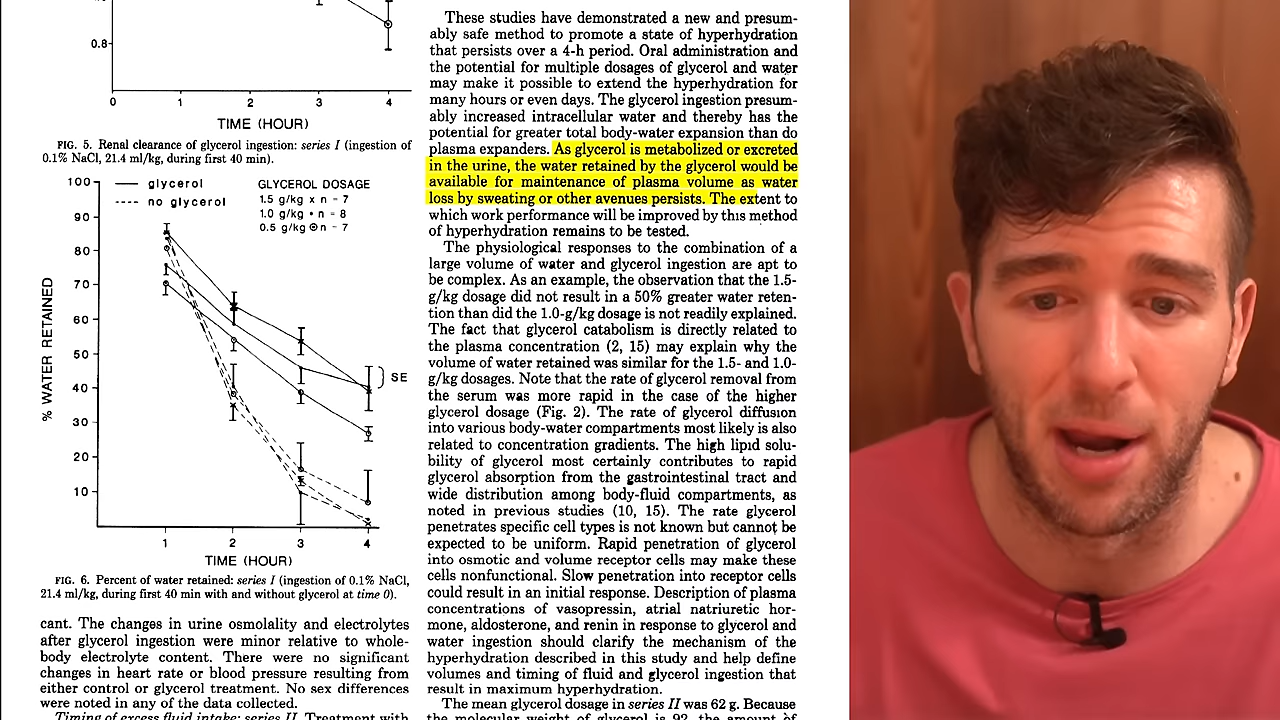 0.8
0 1 2 3 4
TIME (HOUR)
FIG. 5. Renal clearance of glycerol ingestion: series I (ingestion of
0.1% NaCl, 21.4 ml/kg, during first 40 min).
100
90
80
70
60
50
40
30
20
10
% WATER RETAINED
glycerol
no glycerol
GLYCEROL DOSAGE
1.5 g/kg x n = 7
1.0 g/kg • n = 8
0.5 g/kg ⊙ n = 7
SE
1 2 3 4
TIME (HOUR)
FIG. 6. Percent of water retained: series I (ingestion of 0.1% NaCl,
21.4 ml/kg, during first 40 min with and without glycerol at time 0).
cant. The changes in urine osmolality and electrolytes
after glycerol ingestion were minor relative to whole-
body electrolyte content. There were no significant
changes in heart rate or blood pressure resulting from
either control or glycerol treatment. No sex differences
were noted in any of the data collected.
Timing of excess fluid intake: series II. Treatment with
These studies have demonstrated a new and presum-
ably safe method to promote a state of hyperhydration
that persists over a 4-h period. Oral administration and
the potential for multiple dosages of glycerol and water
may make it possible to extend the hyperhydration for
many hours or even days. The glycerol ingestion presum-
ably increased intracellular water and thereby has the
potential for greater total body-water expansion than do
plasma expanders. As glycerol is metabolized or excreted
in the urine, the water retained by the glycerol would be
available for maintenance of plasma volume as water
loss by sweating or other avenues persists. The extent to
which work performance will be improved by this method
of hyperhydration remains to be tested.
The physiological responses to the combination of a
large volume of water and glycerol ingestion are apt to
be complex. As an example, the observation that the 1.5-
g/kg dosage did not result in a 50% greater water reten-
tion than did the 1.0-g/kg dosage is not readily explained.
The fact that glycerol catabolism is directly related to
the plasma concentration (2, 15) may explain why the
volume of water retained was similar for the 1.5- and 1.0-
g/kg dosages. Note that the rate of glycerol removal from
the serum was more rapid in the case of the higher
glycerol dosage (Fig. 2). The rate of glycerol diffusion
into various body-water compartments most likely is also
related to concentration gradients. The high lipid solu-
bility of glycerol most certainly contributes to rapid
glycerol absorption from the gastrointestinal tract and
wide distribution among body-fluid compartments, as
noted in previous studies (10, 15). The rate glycerol
penetrates specific cell types is not known but cannot be
expected to be uniform. Rapid penetration of glycerol
into osmotic and volume receptor cells may make these
cells nonfunctional. Slow penetration into receptor cells
could result in an initial response. Description of plasma
concentrations of vasopressin, atrial natriuretic hor-
mone, aldosterone, and renin in response to glycerol and
water ingestion should clarify the mechanism of the
hyperhydration described in this study and help define
volumes and timing of fluid and glycerol ingestion that
result in maximum hyperhydration.
The mean glycerol dosage in series II was 62 g. Because
the molecular weight of glycerol is 92, the amount of